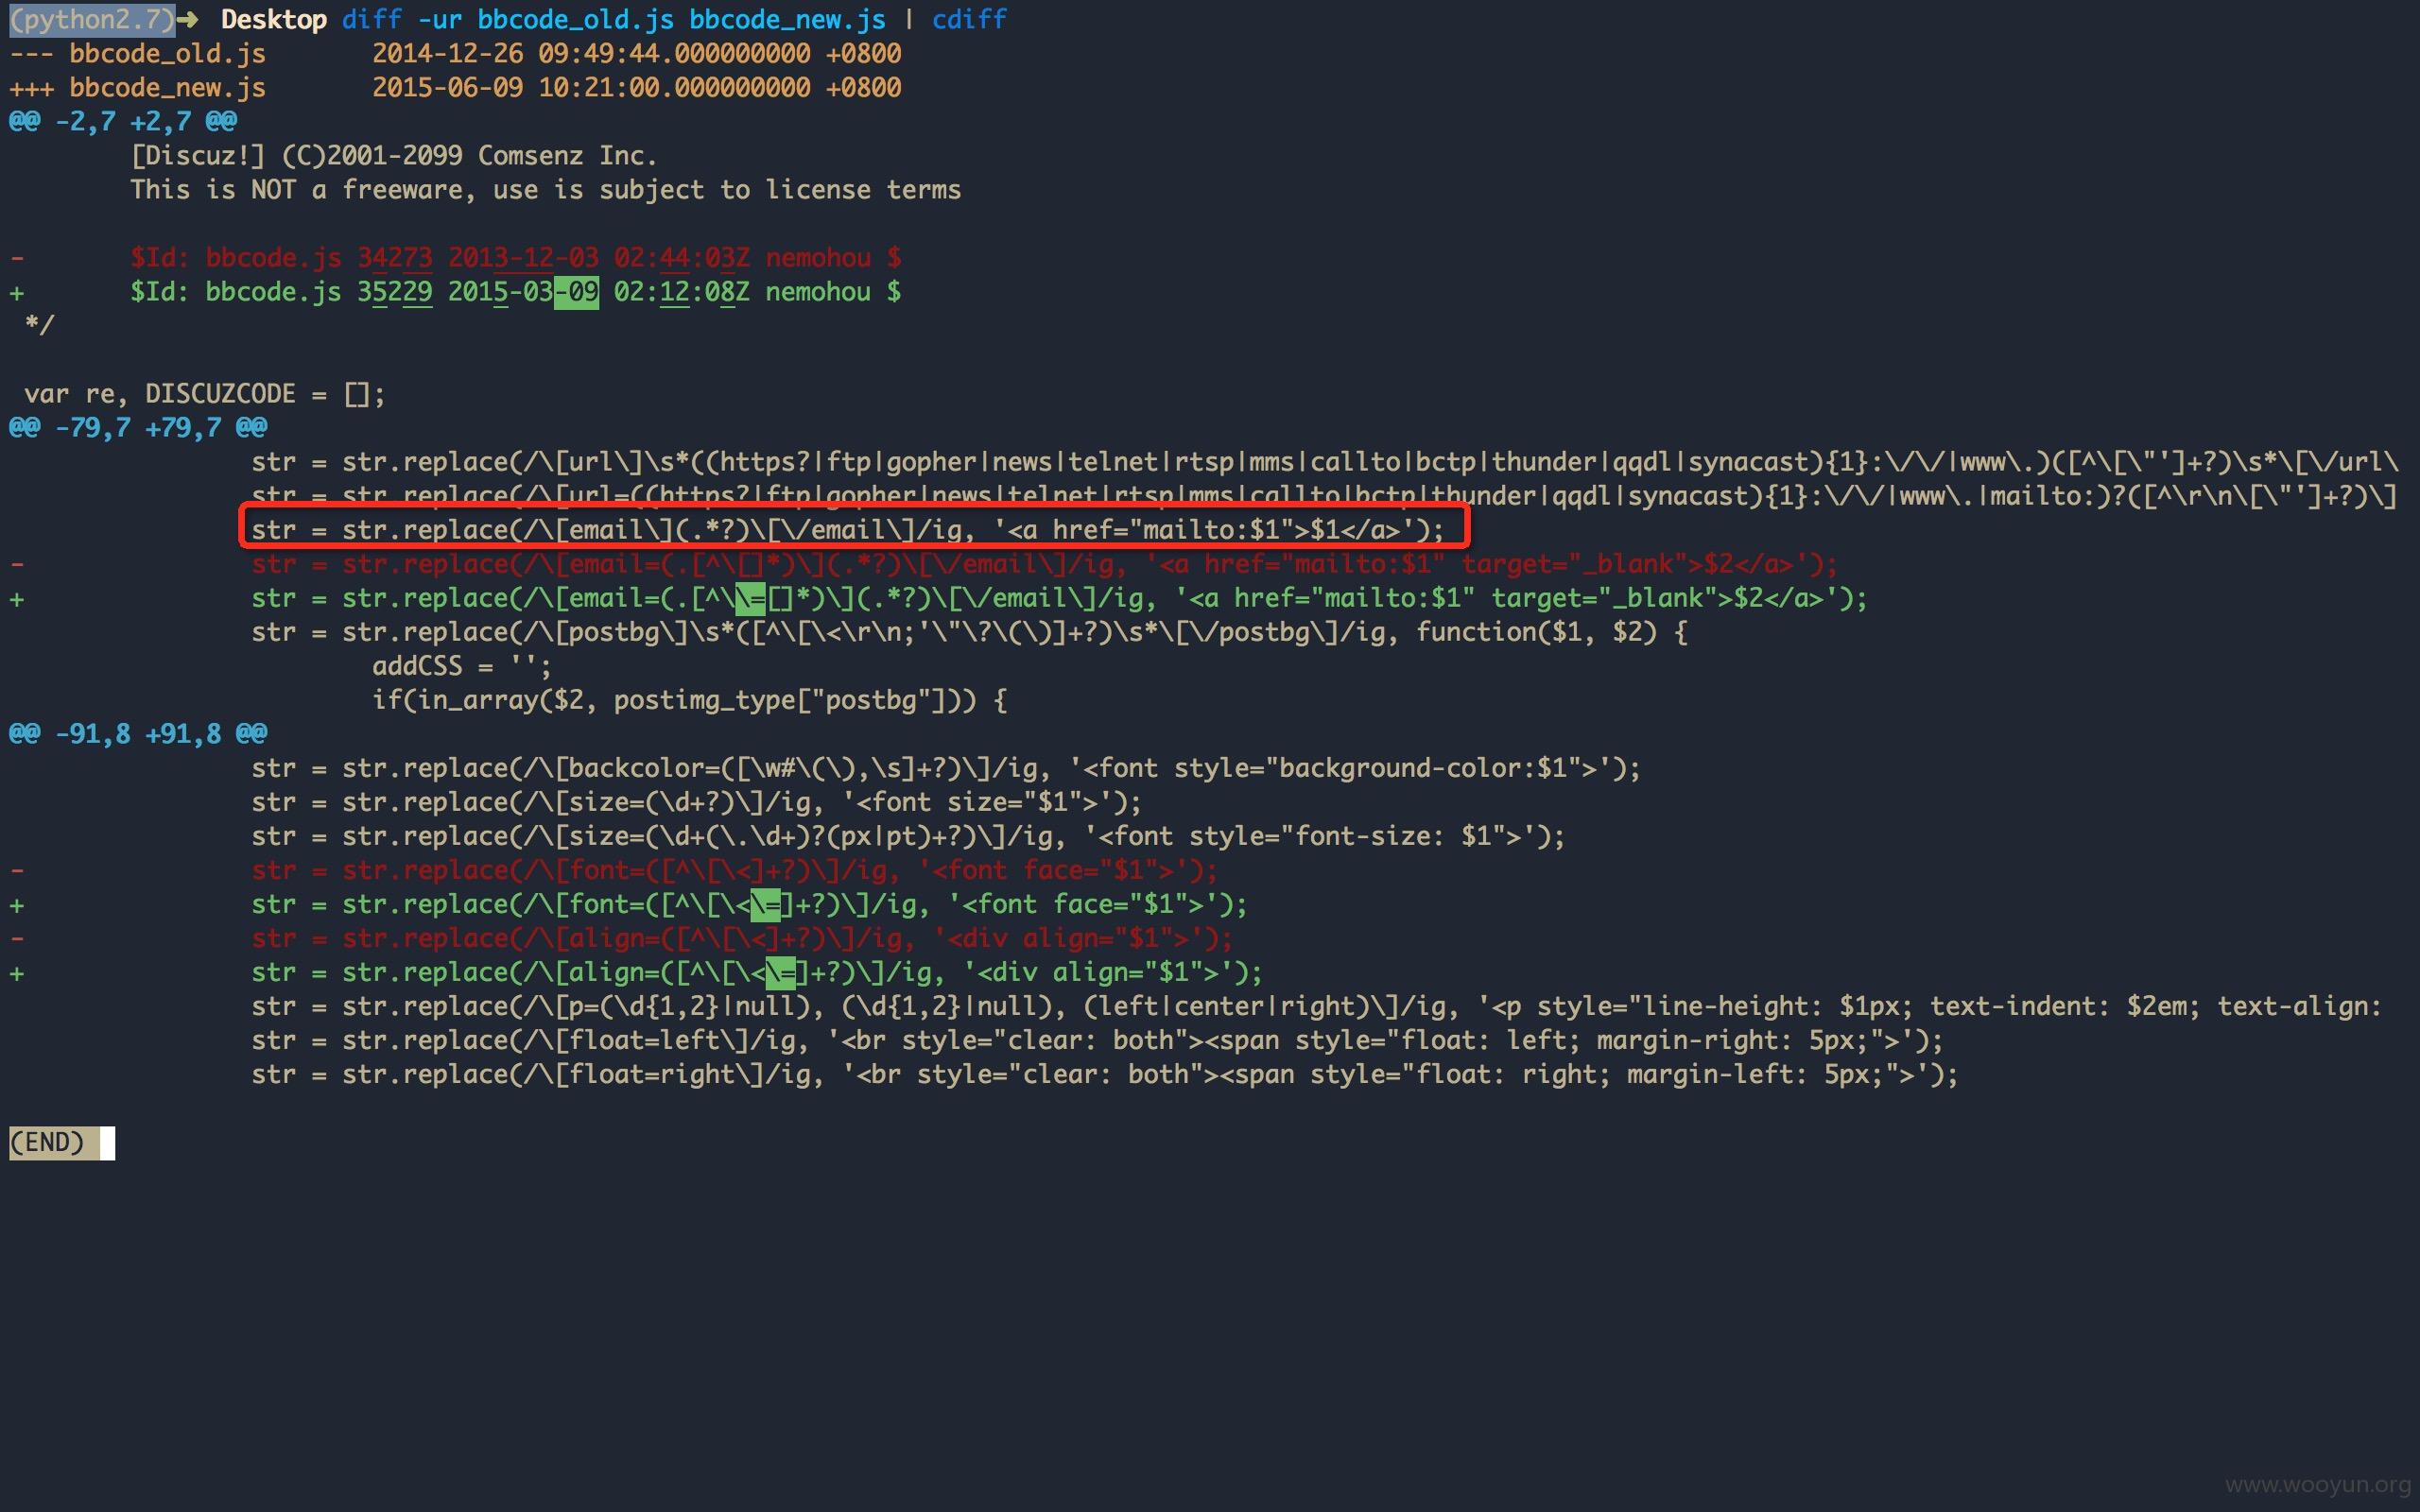 (python2.7)➜  Desktop diff -ur bbcode_old.js bbcode_new.js | cdiff
--- bbcode_old.js       2014-12-26 09:49:44.000000000 +0800
+++ bbcode_new.js       2015-06-09 10:21:00.000000000 +0800
@@ -2,7 +2,7 @@
        [Discuz!] (C)2001-2099 Comsenz Inc.
        This is NOT a freeware, use is subject to license terms
-       $Id: bbcode.js 34273 2013-12-03 02:44:03Z nemohou $
+       $Id: bbcode.js 35229 2015-03-09 02:12:08Z nemohou $
 */
 var re, DISCUZCODE = [];
@@ -79,7 +79,7 @@
                str = str.replace(/\[url\]\s*((https?|ftp|gopher|news|telnet|rtsp|mms|callto|bctp|thunder|qqdl|synacast){1}:\/\/|www\.)([^\[\"']+?)\s*\[\/url\
                str = str.replace(/\[url=((https?|ftp|gopher|news|telnet|rtsp|mms|callto|bctp|thunder|qqdl|synacast){1}:\/\/|www\.|mailto:)?([^\r\n\[\"']+?)\]
                str = str.replace(/\[email\](.*?)\[\/email\]/ig, '<a href="mailto:$1">$1</a>');
-               str = str.replace(/\[email=(.[^\[]*)\](.*?)\[\/email\]/ig, '<a href="mailto:$1" target="_blank">$2</a>');
+               str = str.replace(/\[email=(.[^\\=[]*)\](.*?)\[\/email\]/ig, '<a href="mailto:$1" target="_blank">$2</a>');
                str = str.replace(/\[postbg\]\s*([^\[\<\r\n;'\"\?\(\)]+?)\s*\[\/postbg\]/ig, function($1, $2) {
                        addCSS = '';
                        if(in_array($2, postimg_type["postbg"])) {
@@ -91,8 +91,8 @@
                str = str.replace(/\[backcolor=([\w#\(\),\s]+?)\]/ig, '<font style="background-color:$1">');
                str = str.replace(/\[size=(\d+?)\]/ig, '<font size="$1">');
                str = str.replace(/\[size=(\d+(\.\d+)?(px|pt)+?)\]/ig, '<font style="font-size: $1">');
-               str = str.replace(/\[font=([^\[\<]+?)\]/ig, '<font face="$1">');
+               str = str.replace(/\[font=([^\[\<\=]+?)\]/ig, '<font face="$1">');
-               str = str.replace(/\[align=([^\[\<]+?)\]/ig, '<div align="$1">');
+               str = str.replace(/\[align=([^\[\<\=]+?)\]/ig, '<div align="$1">');
                str = str.replace(/\[p=(\d{1,2}|null), (\d{1,2}|null), (left|center|right)\]/ig, '<p style="line-height: $1px; text-indent: $2em; text-align:
                str = str.replace(/\[float=left\]/ig, '<br style="clear: both"><span style="float: left; margin-right: 5px;">');
                str = str.replace(/\[float=right\]/ig, '<br style="clear: both"><span style="float: right; margin-left: 5px;">');
(END)
www.wooyun.org